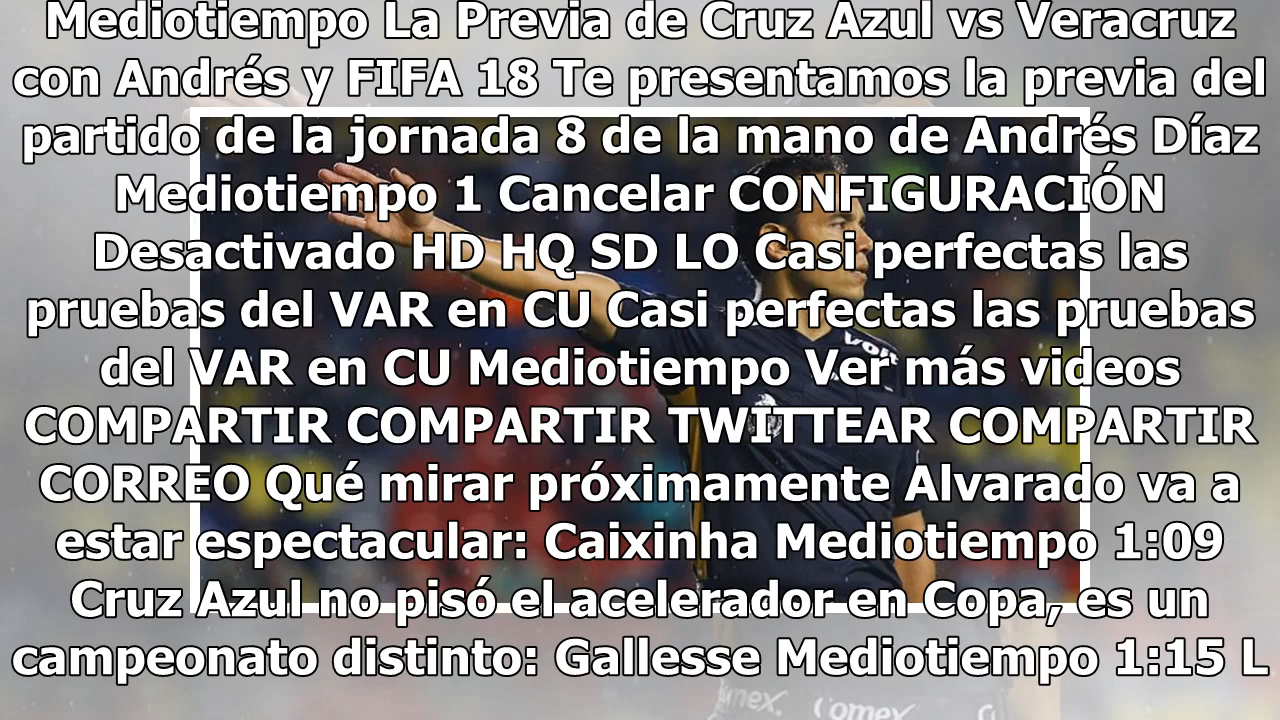 Mediotiempo La Previa de Cruz Azul vs Veracruz
con Andrés y FIFA 18 Te presentamos la previa del
partido de la jornada 8 de la mano de Andrés Díaz
Mediotiempo 1 Cancelar CONFIGURACIÓN
Desactivado HD HQ SD LO Casi perfectas las
pruebas del VAR en CU Casi perfectas las pruebas
del VAR en CU Mediotiempo Ver más videos
COMPARTIR COMPARTIR TWITTEAR COMPARTIR
CORREO Qué mirar próximamente Alvarado va a
estar espectacular: Caixinha Mediotiempo 1:09
Cruz Azul no pisó el acelerador en Copa, es un
campeonato distinto: Gallesse Mediotiempo 1:15 L